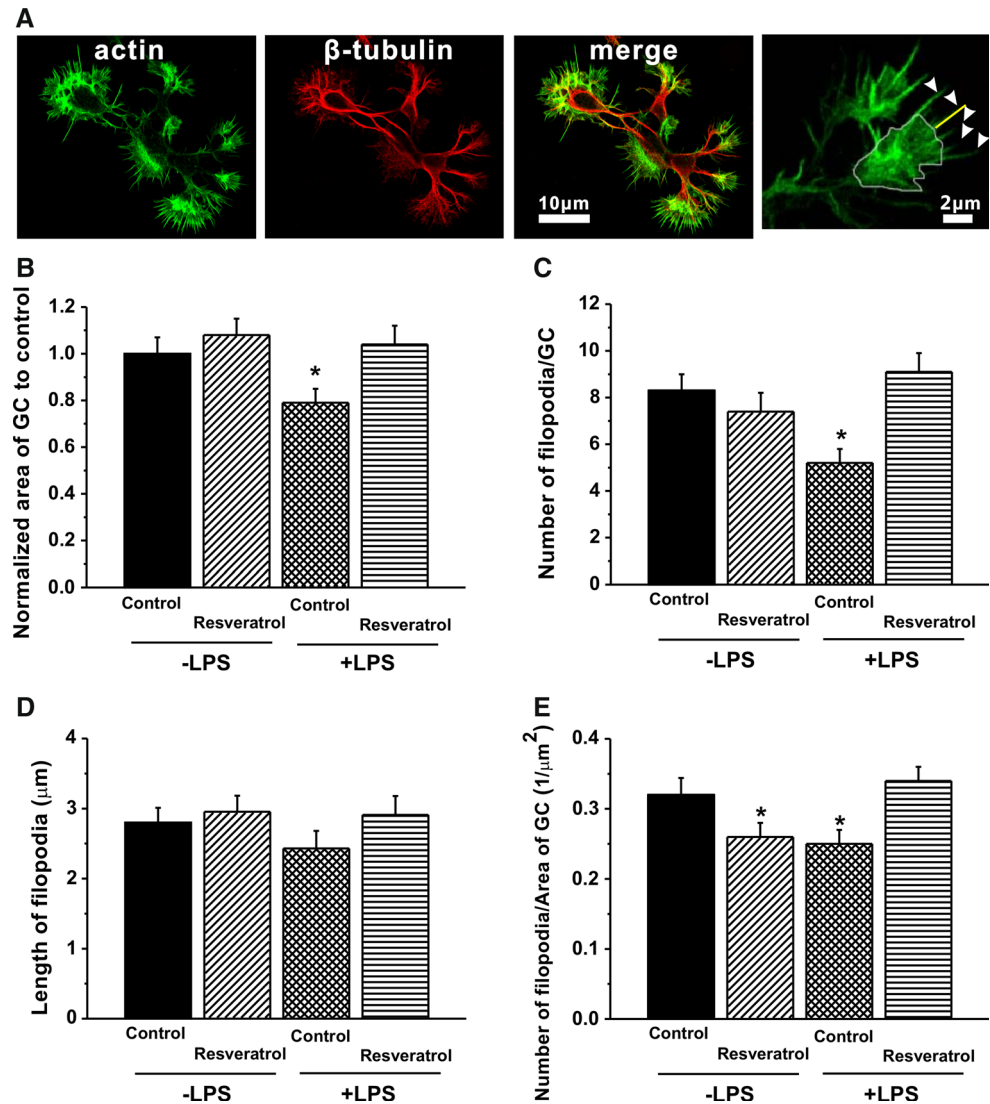 A
actin
β-tubulin
merge
10μm
2μm
B
Normalized area of GC to control
1.2
1.0
0.8
0.6
0.4
0.2
0.0
*
Control
Resveratrol
Control
Resveratrol
-LPS
+LPS
C
Number of filopodia/GC
12
10
8
6
4
2
0
*
Control
Resveratrol
Control
Resveratrol
-LPS
+LPS
D
Length of filopodia (μm)
4
3
2
1
0
Control
Resveratrol
Control
Resveratrol
-LPS
+LPS
E
Number of filopodia/Area of GC (1/μm²)
0.4
0.3
0.2
0.1
0.0
*
*
Control
Resveratrol
Control
Resveratrol
-LPS
+LPS